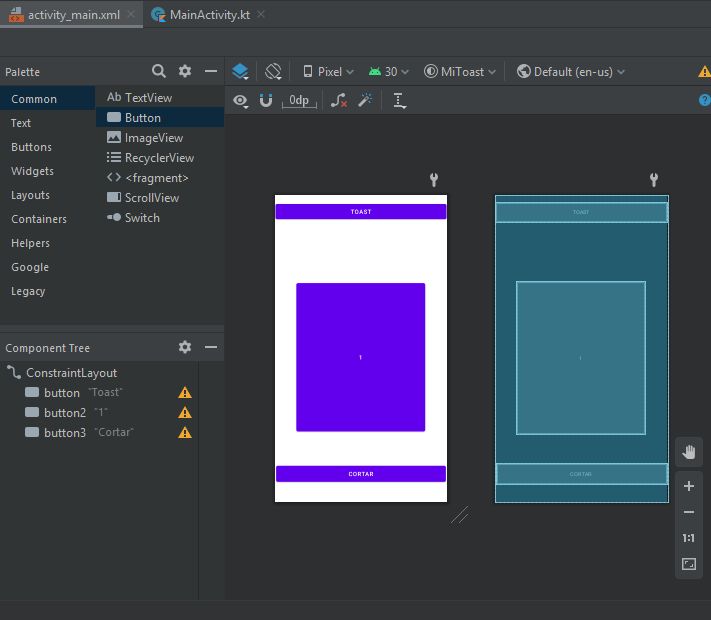 activity_main.xml MainActivity.kt
Palette
Pixel 30 MiToast Default (en-us)
0dp
Common
Text
Buttons
Widgets
Layouts
Containers
Helpers
Google
Legacy
Ab TextView
Button
ImageView
RecyclerView
<fragment>
ScrollView
Switch
Component Tree
ConstraintLayout
button "Toast"
button2 "1"
button3 "Cortar"
TOAST
1
CORTAR
TOAST
1
CORTAR
1:1